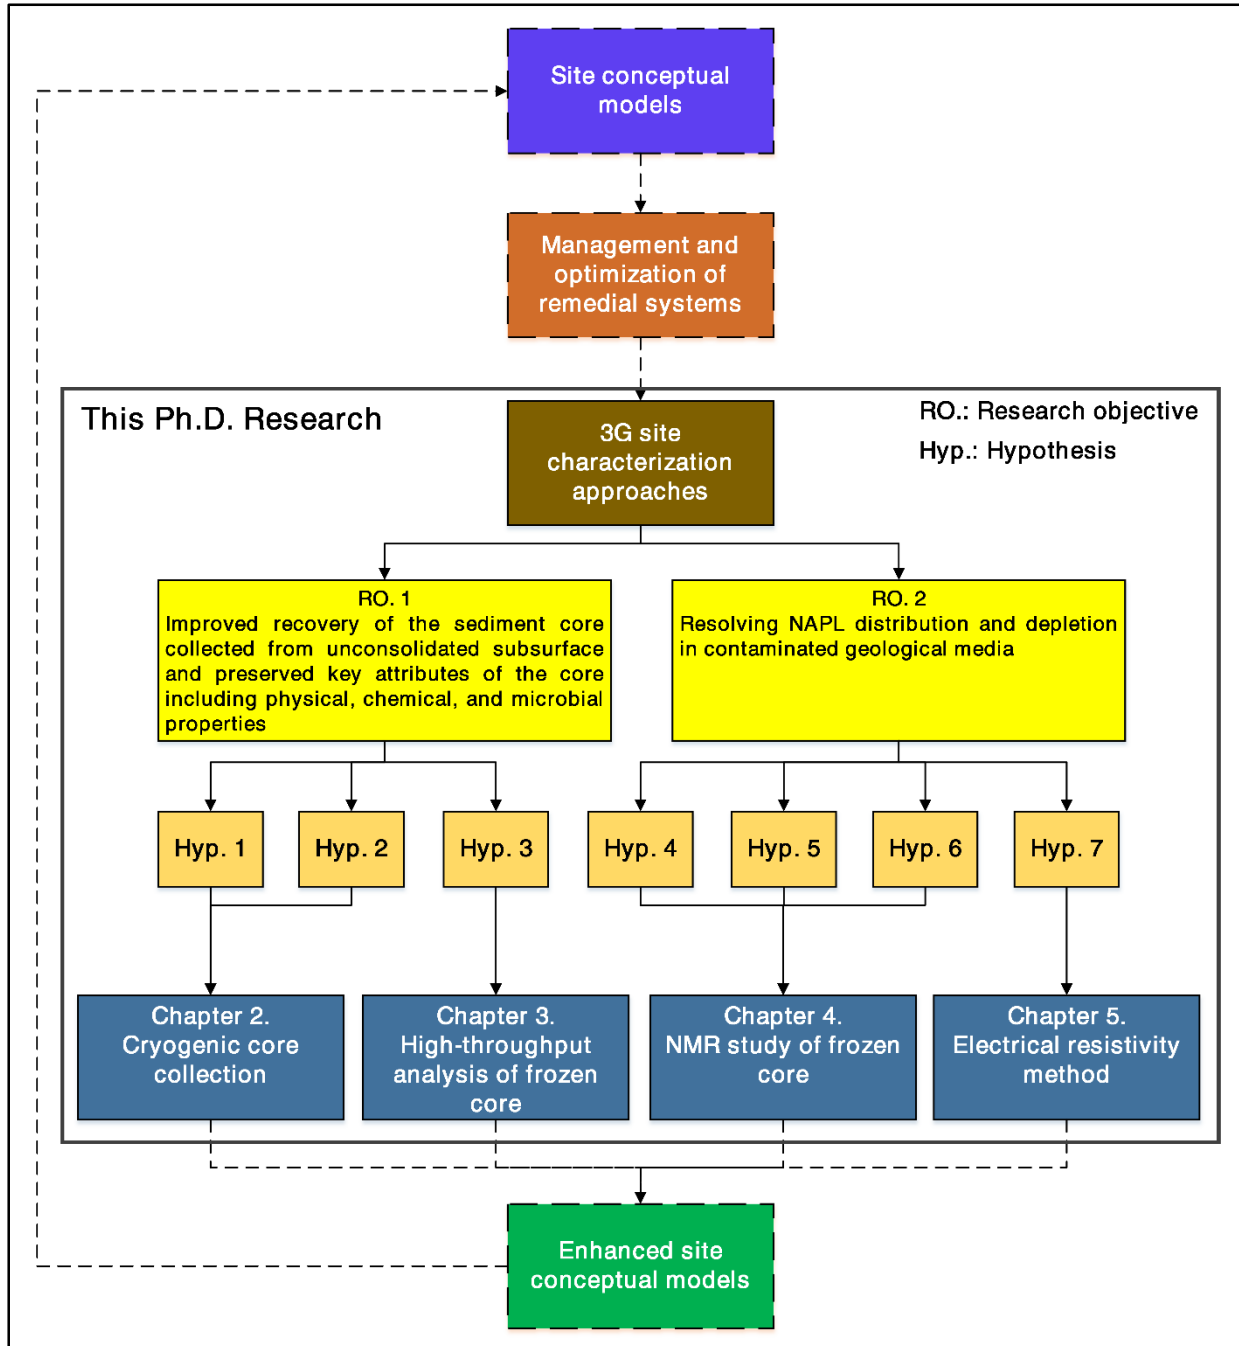 Site conceptual
models
Management and
optimization of
remedial systems
This Ph.D. Research
RO.: Research objective
Hyp.: Hypothesis
3G site
characterization
approaches
RO. 1
Improved recovery of the sediment core
collected from unconsolidated subsurface
and preserved key attributes of the core
including physical, chemical, and microbial
properties
RO. 2
Resolving NAPL distribution and depletion
in contaminated geological media
Hyp. 1
Hyp. 2
Hyp. 3
Hyp. 4
Hyp. 5
Hyp. 6
Hyp. 7
Chapter 2.
Cryogenic core
collection
Chapter 3.
High-throughput
analysis of frozen
core
Chapter 4.
NMR study of frozen
core
Chapter 5.
Electrical resistivity
method
Enhanced site
conceptual models